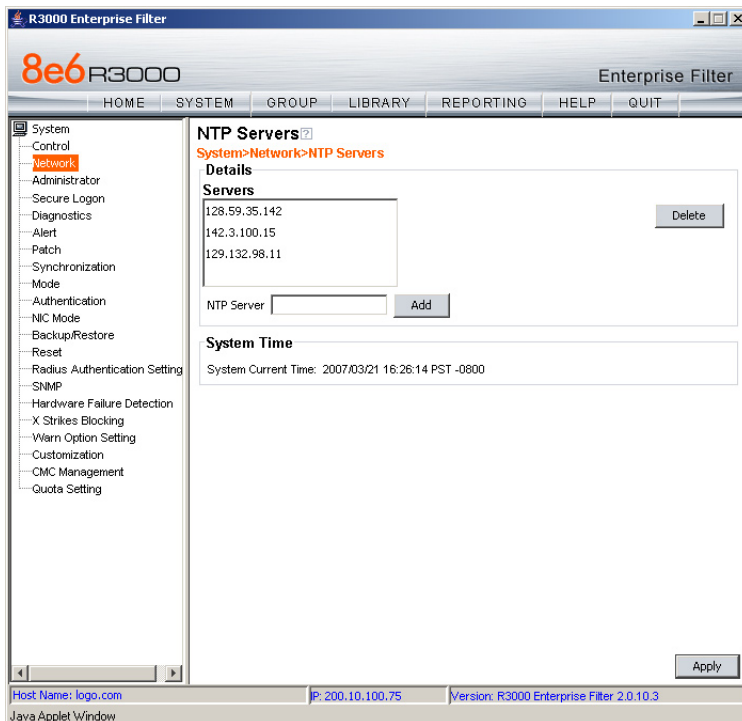 R3000 Enterprise Filter
8e6 R3000
Enterprise Filter
HOME SYSTEM GROUP LIBRARY REPORTING HELP QUIT
System
Control
Network
Administrator
Secure Logon
Diagnostics
Alert
Patch
Synchronization
Mode
Authentication
NIC Mode
Backup/Restore
Reset
Radius Authentication Setting
SNMP
Hardware Failure Detection
X Strikes Blocking
Warn Option Setting
Customization
CMC Management
Quota Setting
NTP Servers ?
System>Network>NTP Servers
Details
Servers
128.59.35.142
142.3.100.15
129.132.98.11
Delete
NTP Server
Add
System Time
System Current Time: 2007/03/21 16:26:14 PST -0800
Apply
Host Name: logo.com
IP: 200.10.100.75
Version: R3000 Enterprise Filter 2.0.10.3
Java Applet Window